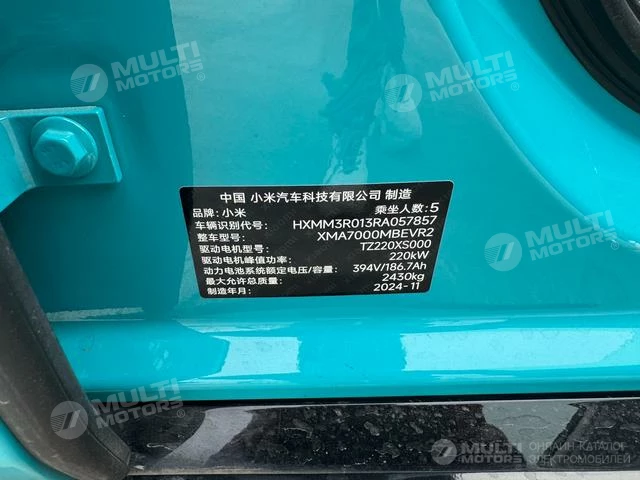 MULTI MOTORS
MULTI MOTORS
中国 小米汽车科技有限公司 制造
品牌: 小米 乘坐人数: 5
车辆识别代号: HXMM3R013RA057857
整车型号: XMA7000MBEVR2
驱动电机型号: TZ220XS000
驱动电机峰值功率: 220kW
动力电池系统额定电压/容量: 394V/186.7Ah
最大允许总质量: 2430kg
制造年月: 2024-11
MULTI MOTORS
MULTI MOTORS
MULTI MOTORS
MULTI MOTORS
ОНЛАЙН-КАТАЛОГ
ЭЛЕКТРОМОБИЛЕЙ